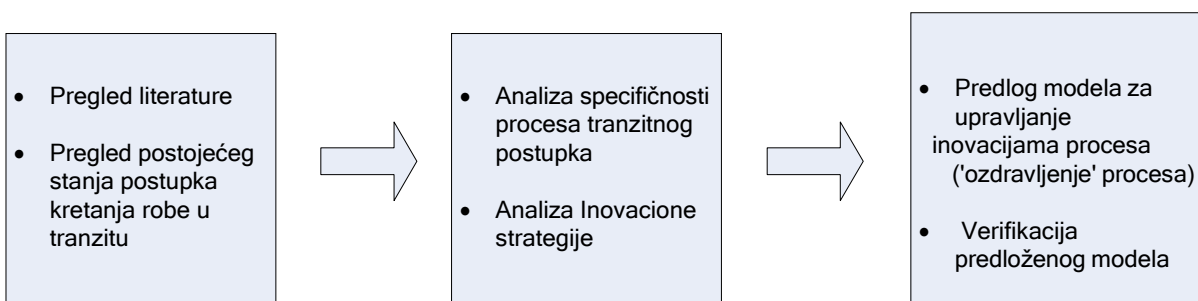 • Pregled literature
• Pregled postojećeg
stanja postupka
kretanja robe u
tranzitu
• Analiza specifičnosti
procesa tranzitnog
postupka
• Analiza Inovacione
strategije
• Predlog modela za
upravljanje
inovacijama procesa
('ozdravljenje' procesa)
• Verifikacija
predloženog modela